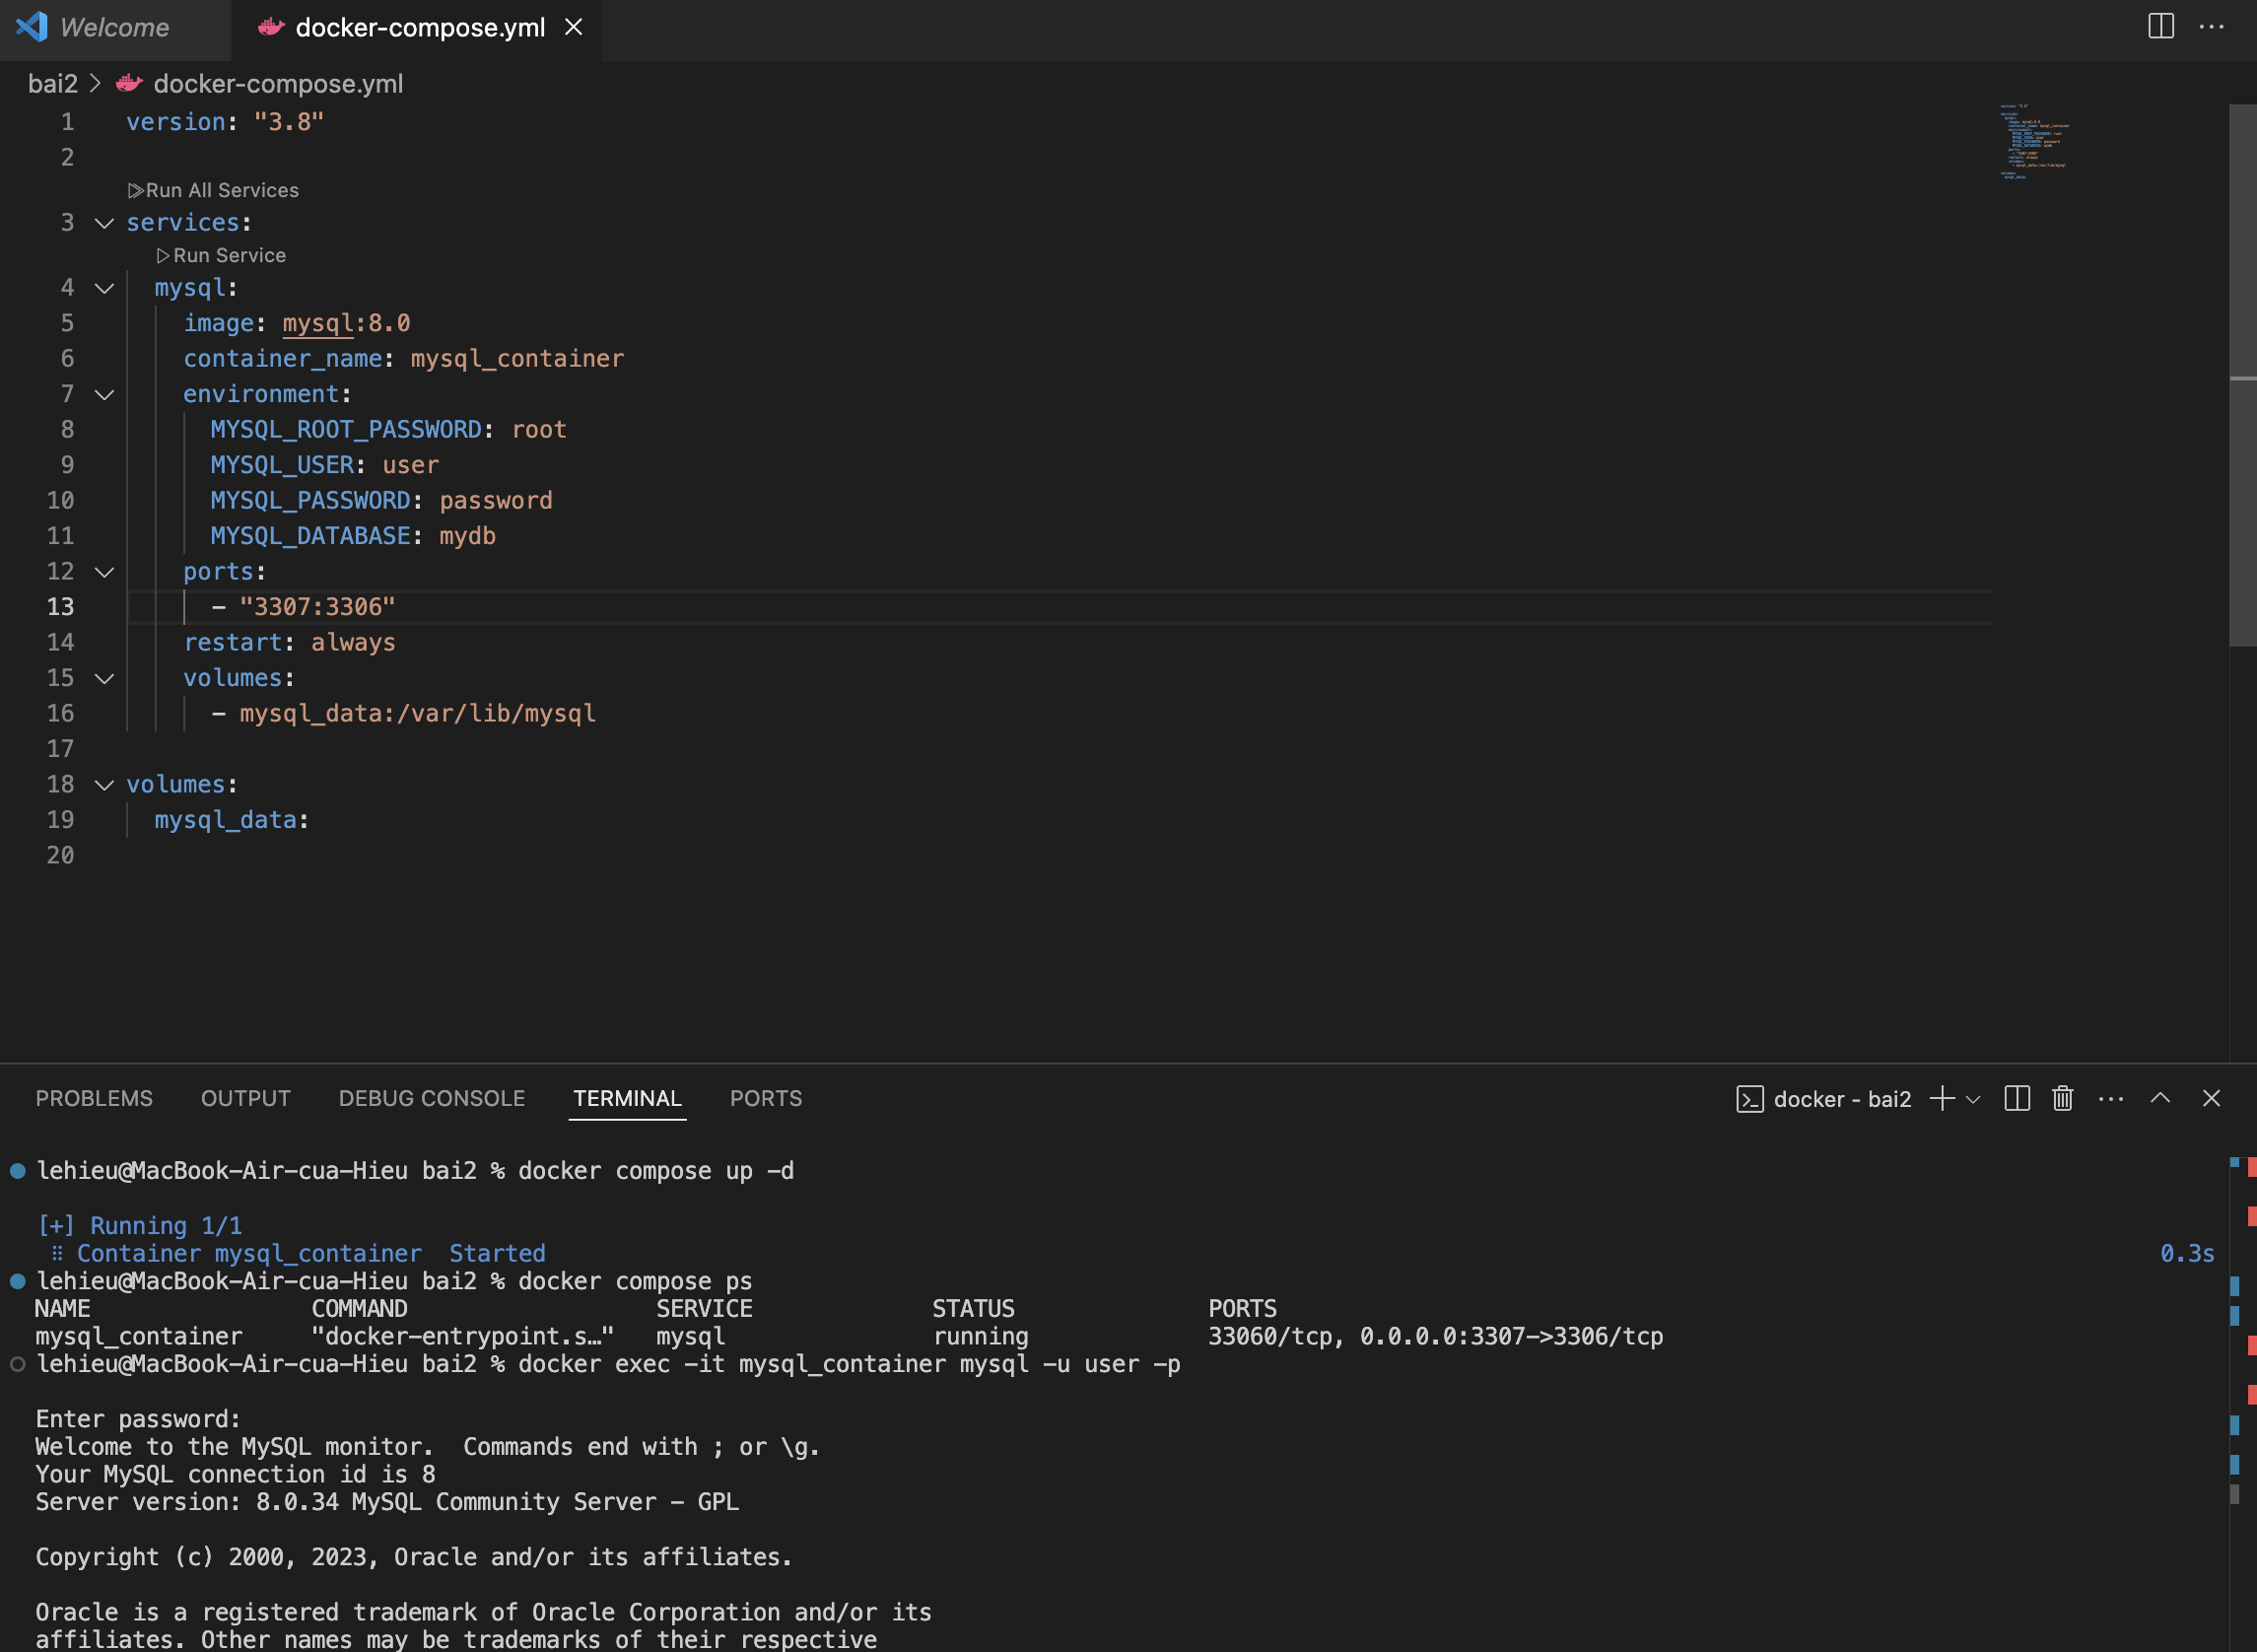 Welcome
docker-compose.yml
bai2 > docker-compose.yml
1 version: "3.8"
2
Run All Services
3 services:
Run Service
4 mysql:
5 image: mysql:8.0
6 container_name: mysql_container
7 environment:
8 MYSQL_ROOT_PASSWORD: root
9 MYSQL_USER: user
10 MYSQL_PASSWORD: password
11 MYSQL_DATABASE: mydb
12 ports:
13 - "3307:3306"
14 restart: always
15 volumes:
16 - mysql_data:/var/lib/mysql
17
18 volumes:
19 mysql_data:
20
PROBLEMS OUTPUT DEBUG CONSOLE TERMINAL PORTS docker - bai2
lehieu@MacBook-Air-cua-Hieu bai2 % docker compose up -d
[+] Running 1/1
⠿ Container mysql_container Started 0.3s
lehieu@MacBook-Air-cua-Hieu bai2 % docker compose ps
NAME COMMAND SERVICE STATUS PORTS
mysql_container "docker-entrypoint.s…" mysql running 33060/tcp, 0.0.0.0:3307->3306/tcp
lehieu@MacBook-Air-cua-Hieu bai2 % docker exec -it mysql_container mysql -u user -p
Enter password:
Welcome to the MySQL monitor.  Commands end with ; or \g.
Your MySQL connection id is 8
Server version: 8.0.34 MySQL Community Server - GPL
Copyright (c) 2000, 2023, Oracle and/or its affiliates.
Oracle is a registered trademark of Oracle Corporation and/or its
affiliates. Other names may be trademarks of their respective